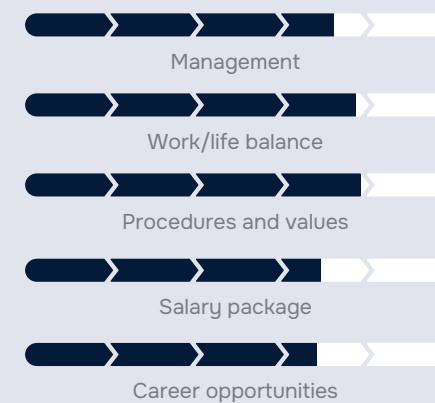 Management
Work/life balance
Procedures and values
Salary package
Career opportunities